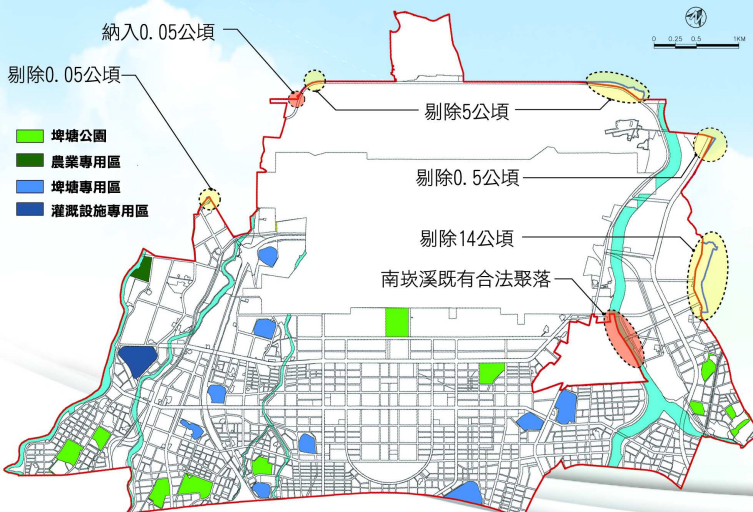 納入0.05公頃
0 0.25 0.5 1KM
剔除0.05公頃
剔除5公頃
埤塘公園
農業專用區
埤塘專用區
灌溉設施專用區
剔除0.5公頃
剔除14公頃
南崁溪既有合法聚落